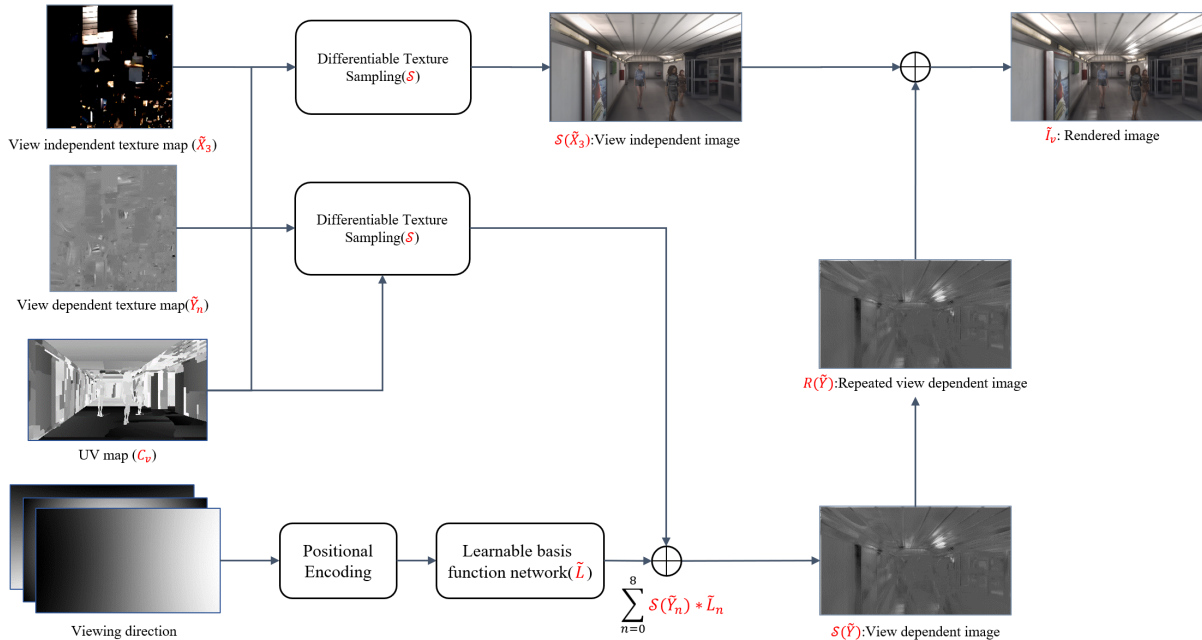 Differentiable Texture
Sampling(𝒮)
View independent texture map (X̃₃)
𝒮(X̃₃):View independent image
Ĩᵥ: Rendered image
Differentiable Texture
Sampling(𝒮)
View dependent texture map(Ỹₙ)
R(Ỹ):Repeated view dependent image
UV map (Cᵥ)
Positional
Encoding
Learnable basis
function network(L̃)
8
∑ 𝒮(Ỹₙ) ∗ L̃ₙ
n=0
Viewing direction
𝒮(Ỹ):View dependent image